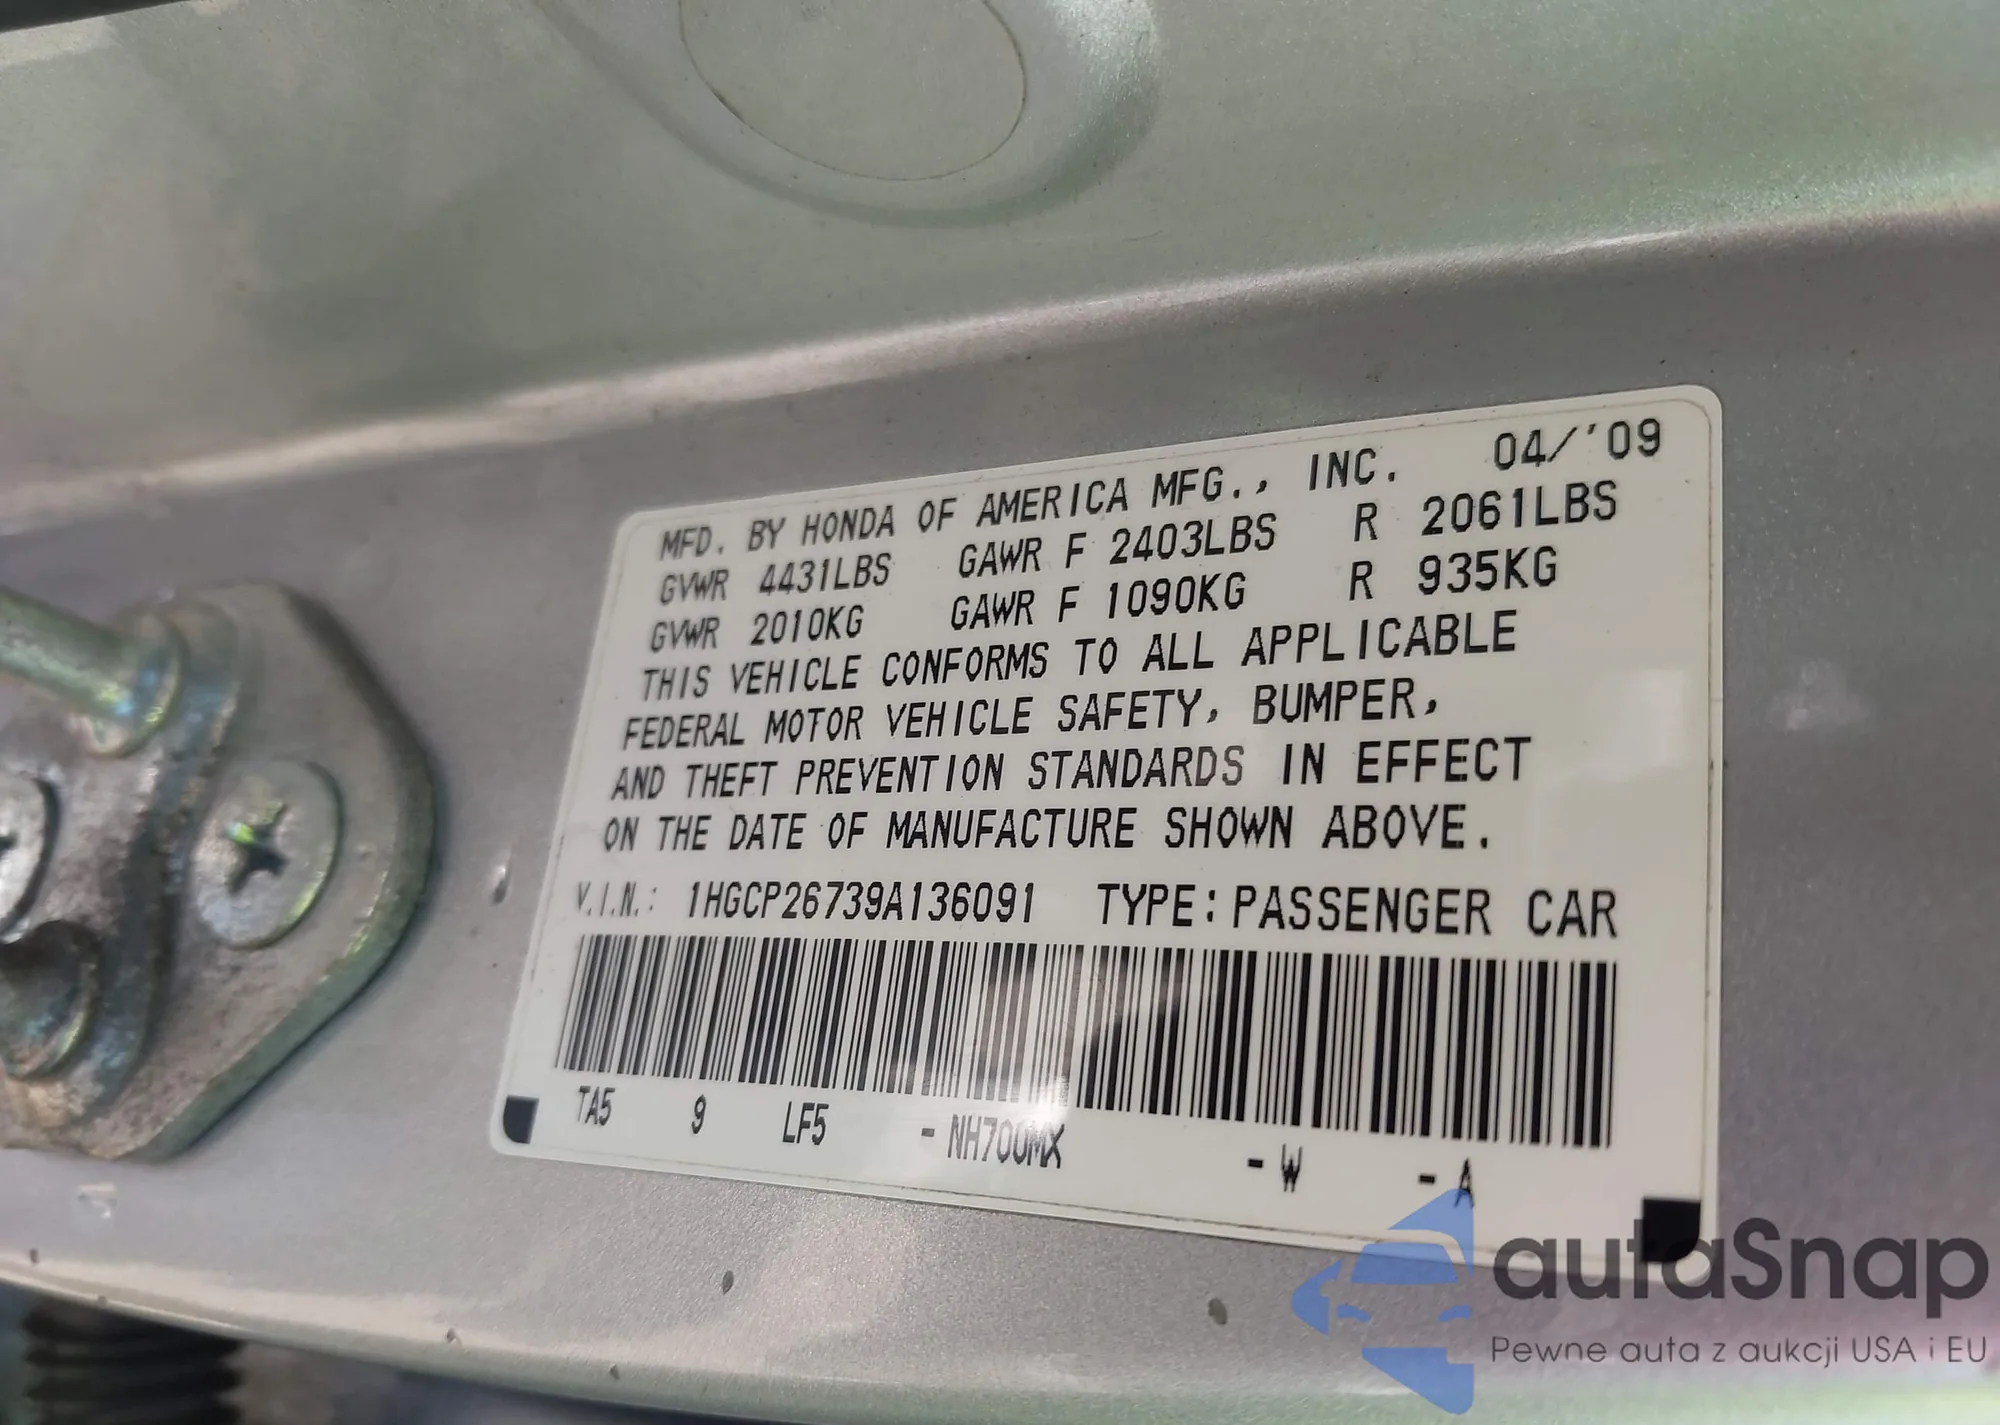 MFD. BY HONDA OF AMERICA MFG., INC. 04/'09
GVWR 4431LBS GAWR F 2403LBS R 2061LBS
GVWR 2010KG GAWR F 1090KG R 935KG
THIS VEHICLE CONFORMS TO ALL APPLICABLE
FEDERAL MOTOR VEHICLE SAFETY, BUMPER,
AND THEFT PREVENTION STANDARDS IN EFFECT
ON THE DATE OF MANUFACTURE SHOWN ABOVE.
V.I.N.: 1HGCP26739A136091 TYPE: PASSENGER CAR
TA5 9 LF5 - NH700MX - W - A
autaSnap
Pewne auta z aukcji USA i EU